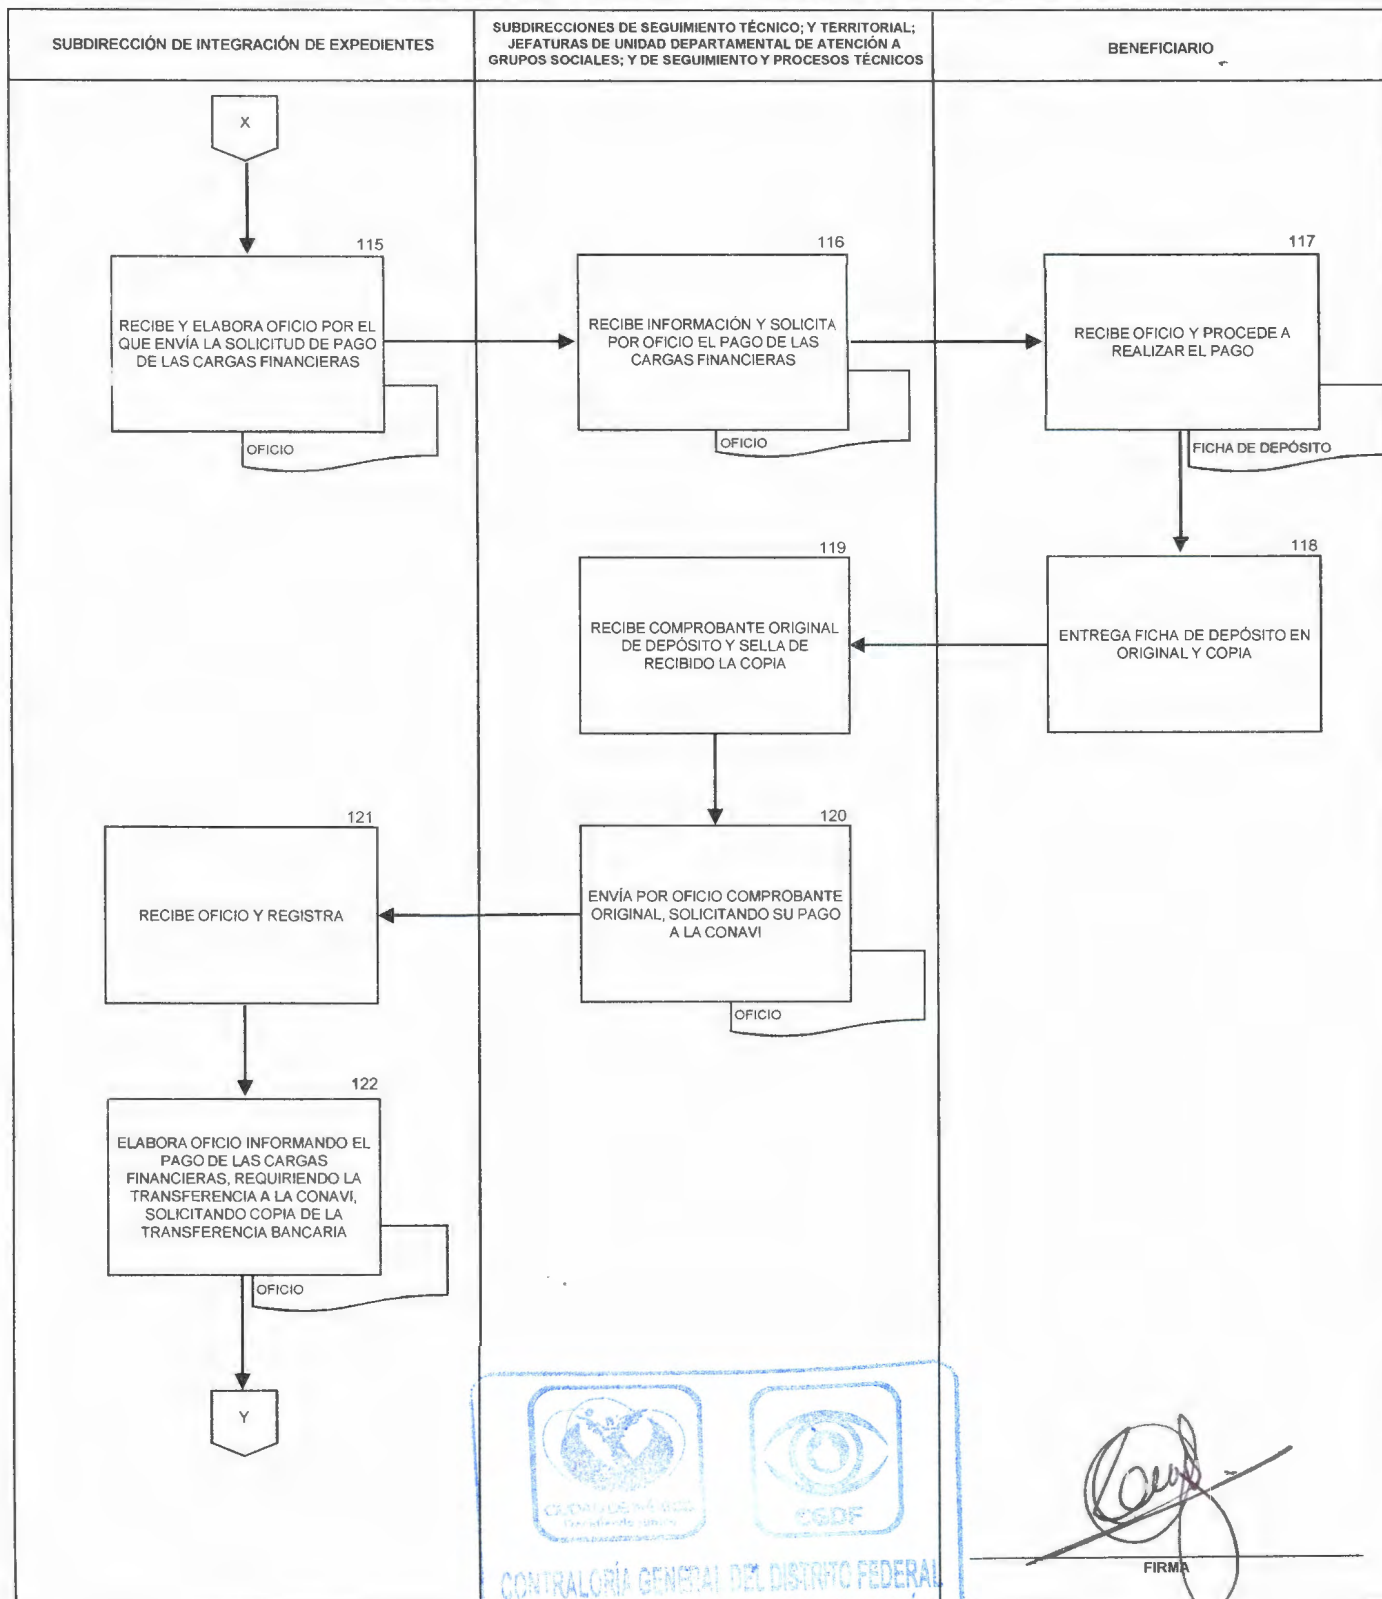 SUBDIRECCIÓN DE INTEGRACIÓN DE EXPEDIENTES
SUBDIRECCIONES DE SEGUIMIENTO TÉCNICO; Y TERRITORIAL;
JEFATURAS DE UNIDAD DEPARTAMENTAL DE ATENCIÓN A
GRUPOS SOCIALES; Y DE SEGUIMIENTO Y PROCESOS TÉCNICOS
BENEFICIARIO
X
115
RECIBE Y ELABORA OFICIO POR EL
QUE ENVÍA LA SOLICITUD DE PAGO
DE LAS CARGAS FINANCIERAS
OFICIO
116
RECIBE INFORMACIÓN Y SOLICITA
POR OFICIO EL PAGO DE LAS
CARGAS FINANCIERAS
OFICIO
117
RECIBE OFICIO Y PROCEDE A
REALIZAR EL PAGO
FICHA DE DEPÓSITO
118
ENTREGA FICHA DE DEPÓSITO EN
ORIGINAL Y COPIA
119
RECIBE COMPROBANTE ORIGINAL
DE DEPÓSITO Y SELLA DE
RECIBIDO LA COPIA
120
ENVÍA POR OFICIO COMPROBANTE
ORIGINAL, SOLICITANDO SU PAGO
A LA CONAVI
OFICIO
121
RECIBE OFICIO Y REGISTRA
122
ELABORA OFICIO INFORMANDO EL
PAGO DE LAS CARGAS
FINANCIERAS, REQUIRIENDO LA
TRANSFERENCIA A LA CONAVI,
SOLICITANDO COPIA DE LA
TRANSFERENCIA BANCARIA
OFICIO
Y
CIUDAD DE MÉXICO
CGDF
CONTRALORÍA GENERAL DEL DISTRITO FEDERAL
FIRMA